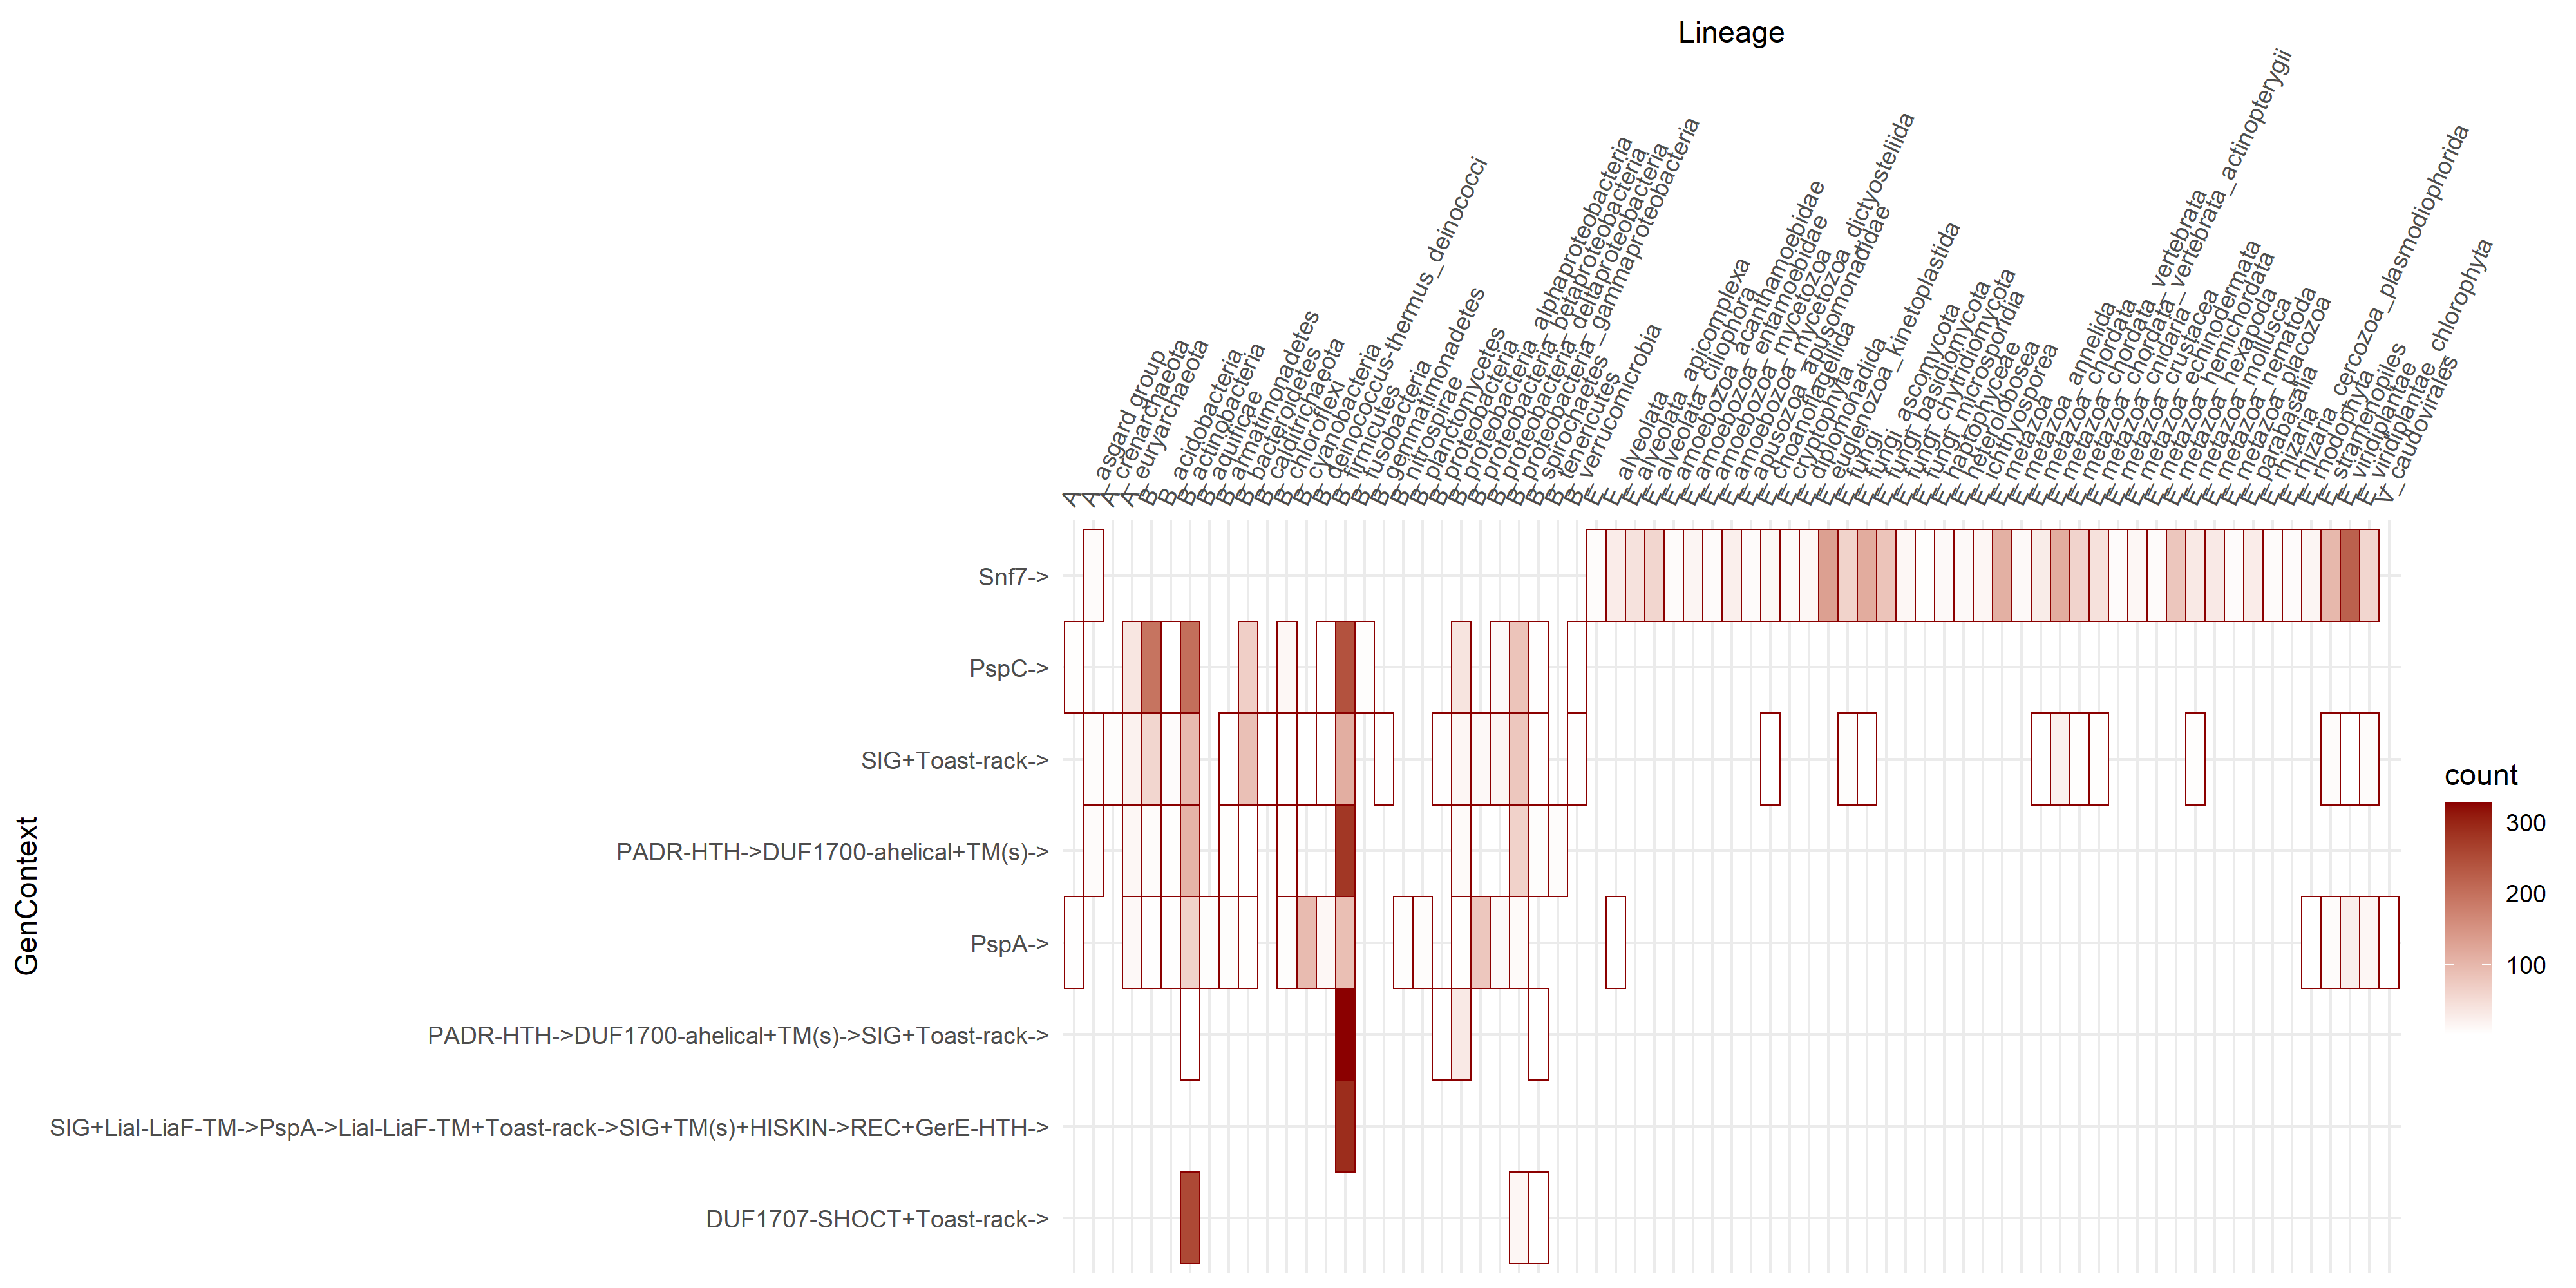 Lineage
A
A_asgard group
A_crenarchaeota
A_euryarchaeota
B
B_acidobacteria
B_actinobacteria
B_aquificae
B_armatimonadetes
B_bacteroidetes
B_calditrichaeota
B_chloroflexi
B_cyanobacteria
B_deinococcus-thermus_deinococci
B_firmicutes
B_fusobacteria
B_gemmatimonadetes
B_nitrospirae
B_planctomycetes
B_proteobacteria
B_proteobacteria_alphaproteobacteria
B_proteobacteria_betaproteobacteria
B_proteobacteria_deltaproteobacteria
B_proteobacteria_gammaproteobacteria
B_spirochaetes
B_tenericutes
B_verrucomicrobia
E
E_alveolata
E_alveolata_apicomplexa
E_alveolata_ciliophora
E_amoebozoa_acanthamoebidae
E_amoebozoa_entamoebidae
E_amoebozoa_mycetozoa
E_amoebozoa_mycetozoa_dictyosteliida
E_apusozoa_apusomonadidae
E_choanoflagellida
E_cryptophyta
E_diplomonadida
E_euglenozoa_kinetoplastida
E_fungi
E_fungi_ascomycota
E_fungi_basidiomycota
E_fungi_chytridiomycota
E_fungi_microsporidia
E_haptophyceae
E_heterolobosea
E_ichthyosporea
E_metazoa
E_metazoa_annelida
E_metazoa_chordata
E_metazoa_chordata_vertebrata
E_metazoa_chordata_vertebrata_actinopterygii
E_metazoa_cnidaria
E_metazoa_crustacea
E_metazoa_echinodermata
E_metazoa_hemichordata
E_metazoa_hexapoda
E_metazoa_mollusca
E_metazoa_nematoda
E_metazoa_placozoa
E_parabasalia
E_rhizaria
E_rhizaria_cercozoa_plasmodiophorida
E_rhodophyta
E_stramenopiles
E_viridiplantae
E_viridiplantae_chlorophyta
V_caudovirales
GenContext
Snf7->
PspC->
SIG+Toast-rack->
PADR-HTH->DUF1700-ahelical+TM(s)->
PspA->
PADR-HTH->DUF1700-ahelical+TM(s)->SIG+Toast-rack->
SIG+LiaI-LiaF-TM->PspA->LiaI-LiaF-TM+Toast-rack->SIG+TM(s)+HISKIN->REC+GerE-HTH->
DUF1707-SHOCT+Toast-rack->
count
300
200
100